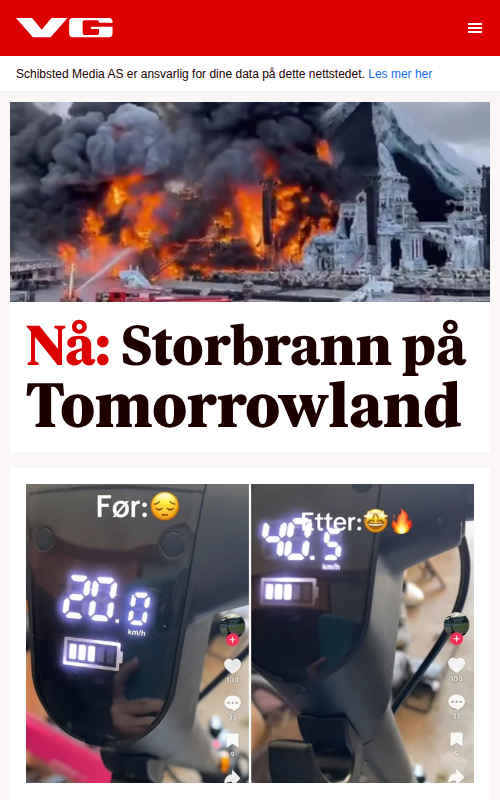 VG
Schibsted Media AS er ansvarlig for dine data på dette nettstedet. Les mer her
Nå: Storbrann på
Tomorrowland
Før:😔
20.0
km/h
100
35
9
Etter:🤩🔥
40.5
km/h
100
35
9